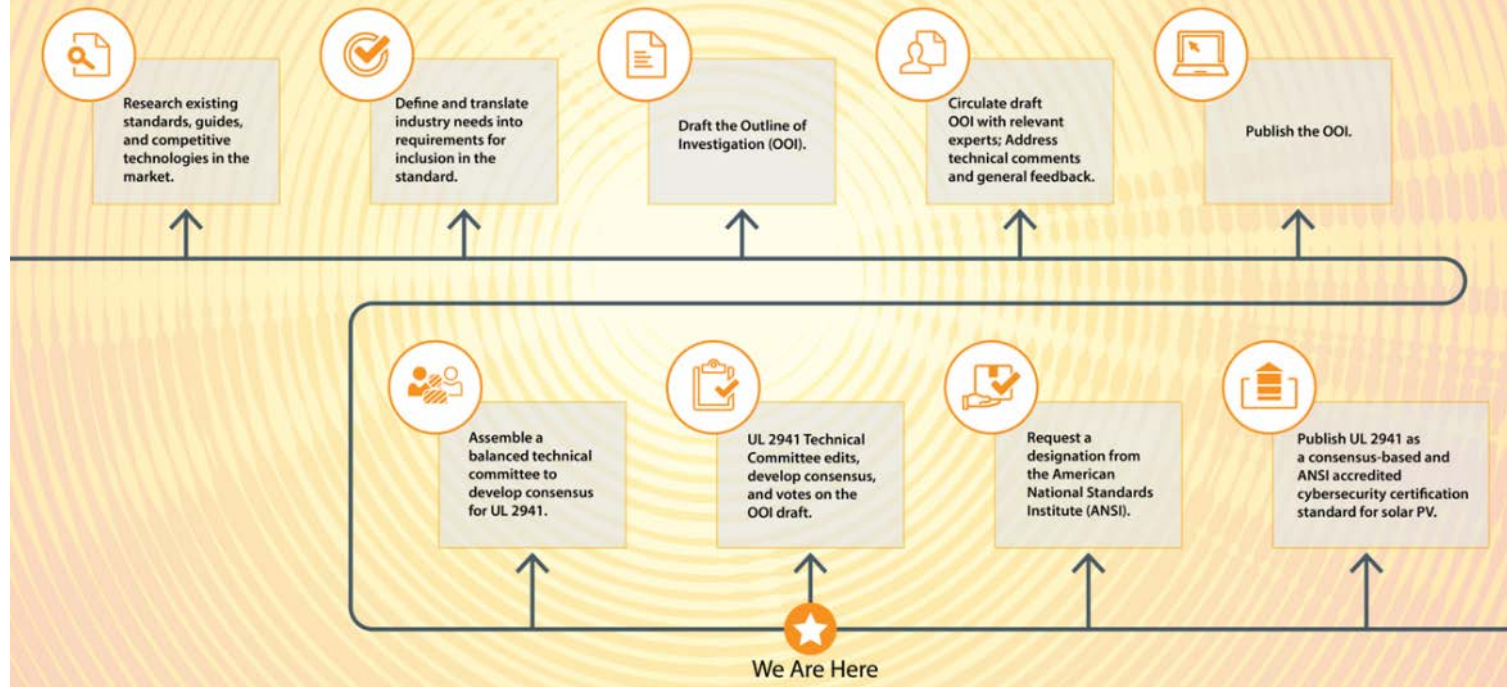 Research existing
standards, guides,
and competitive
technologies in the
market.
Define and translate
industry needs into
requirements for
inclusion in the
standard.
Draft the Outline of
Investigation (OOI).
Circulate draft
OOI with relevant
experts; Address
technical comments
and general feedback.
Publish the OOI.
Assemble a
balanced technical
committee to
develop consensus
for UL 2941.
UL 2941 Technical
Committee edits,
develop consensus,
and votes on the
OOI draft.
Request a
designation from
the American
National Standards
Institute (ANSI).
Publish UL 2941 as
a consensus-based and
ANSI accredited
cybersecurity certification
standard for solar PV.
We Are Here